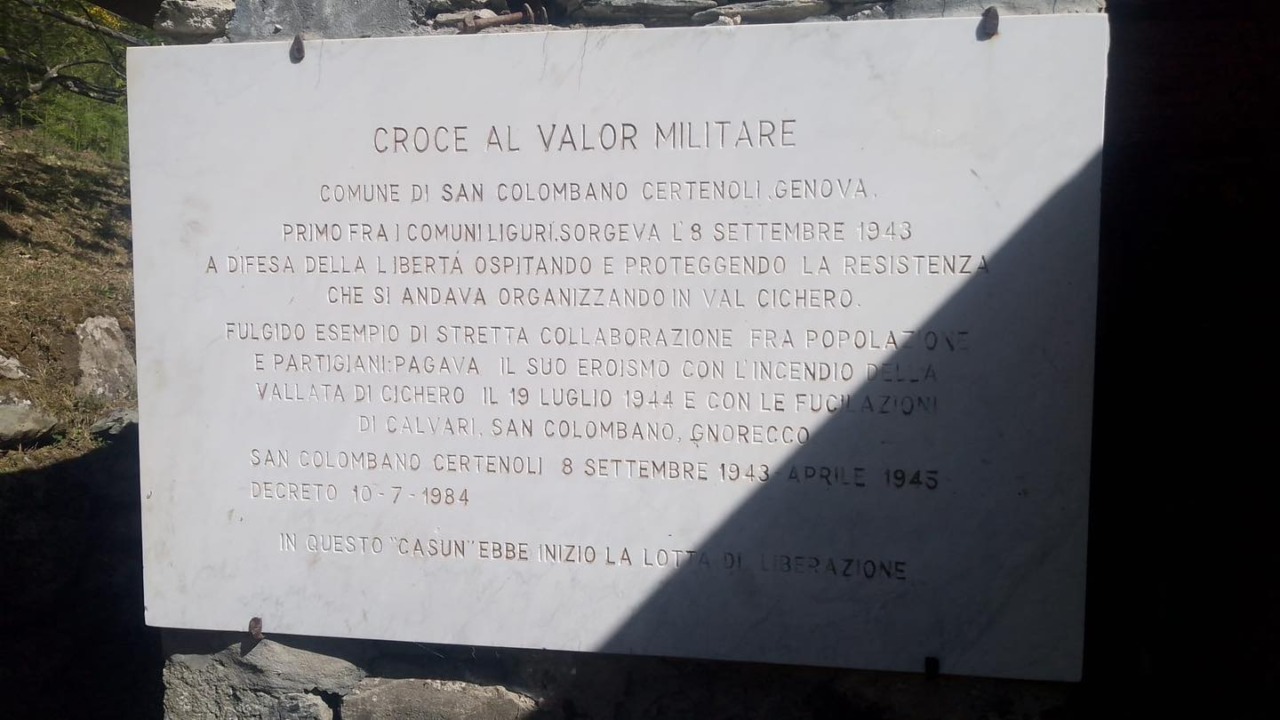 CROCE AL VALOR MILITARE
COMUNE DI SAN COLOMBANO CERTENOLI.GENOVA.
PRIMO FRA I COMUNI LIGURI.SORGEVA L'8 SETTEMBRE 1943
A DIFESA DELLA LIBERTÁ OSPITANDO E PROTEGGENDO LA RESISTENZA
CHE SI ANDAVA ORGANIZZANDO IN VAL CICHERO.
FULGIDO ESEMPIO DI STRETTA COLLABORAZIONE FRA POPOLAZIONE
E PARTIGIANI:PAGAVA IL SUO EROISMO CON L'INCENDIO DELLA
VALLATA DI CICHERO IL 19 LUGLIO 1944 E CON LE FUCILAZIONI
DI CALVARI, SAN COLOMBANO, GNORECCO
SAN COLOMBANO CERTENOLI 8 SETTEMBRE 1943-APRILE 1945
DECRETO 10-7-1984
IN QUESTO "CASUN" EBBE INIZIO LA LOTTA DI LIBERAZIONE